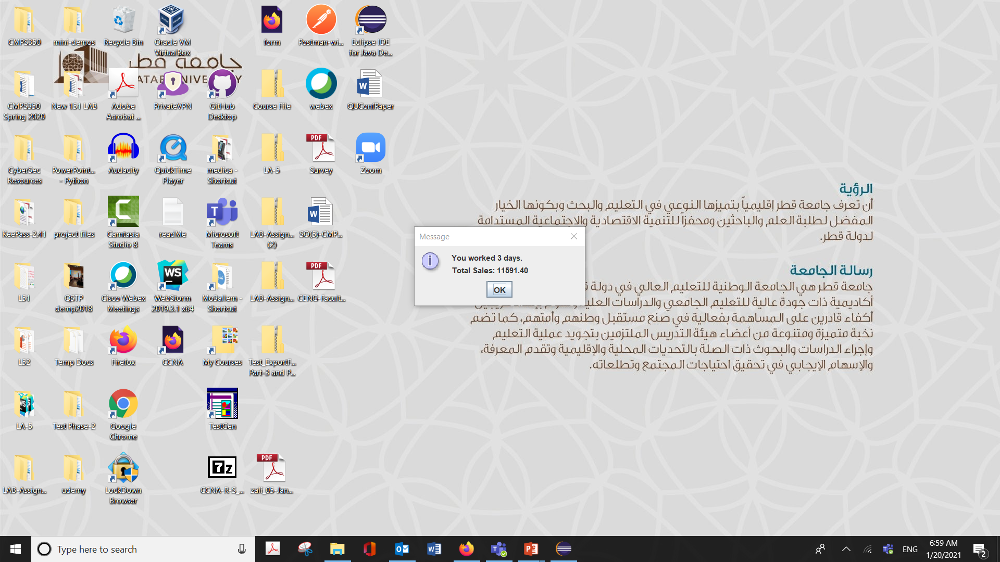 CMPS350
mini-demos
Recycle Bin
Oracle VM
VirtualBox
form
Postman-wi...
Eclipse IDE
for Java De...
جامعة قطر
CMPS350
Spring 2020
New 151 LAB
Adobe
Acrobat ...
PrivateVPN
GitHub
Desktop
Course File
webex
QUConfPaper
CyberSec
Resources
PowerPoint...
- Python
Audacity
QuickTime
Player
medica -
Shortcut
LA-5
PDF
Survey
Zoom
KeePass-2.41
project files
Camtasia
Studio 8
readMe
Microsoft
Teams
LAB-Assign...
(2)
SO(5)-CMP...
L51
QSTP
demp2018
Cisco Webex
Meetings
WS
WebStorm
2019.3.1 x64
Mo3allem -
Shortcut
LAB-Assign...
PDF
CENG-Facult...
L52
Temp Docs
Firefox
CCNA
My Courses
Test_ExportF...
Part-3 and P...
LA-5
Test Phase-2
Google
Chrome
TestGen
LAB-Assign...
udemy
LockDown
Browser
7z
CCNA-R-S_...
PDF
zali_05-Jan...
الرؤية
أن تعرف جامعة قطر إقليمياً بتميزها النوعي في التعليم والبحث وبكونها الخيار
المفضل لطلبة العلم والباحثين ومحفزاً للتنمية الاقتصادية والاجتماعية المستدامة
لدولة قطر.
Message
You worked 3 days.
Total Sales: 11591.40
OK
رسالة الجامعة
جامعة قطر هي الجامعة الوطنية للتعليم العالي في دولة
أكاديمية ذات جودة عالية للتعليم الجامعي والدراسات
أكفاء قادرين على المساهمة بفعالية في صنع مستقبل وطنهم وأمتهم، كما تضم
نخبة متميزة ومتنوعة من أعضاء هيئة التدريس الملتزمين بتجويد عملية التعليم
وإجراء الدراسات والبحوث ذات الصلة بالتحديات المحلية والإقليمية وتقدم المعرفة،
والإسهام الإيجابي في تحقيق احتياجات المجتمع وتطلعاته.
Type here to search
ENG
6:59 AM
1/20/2021
2